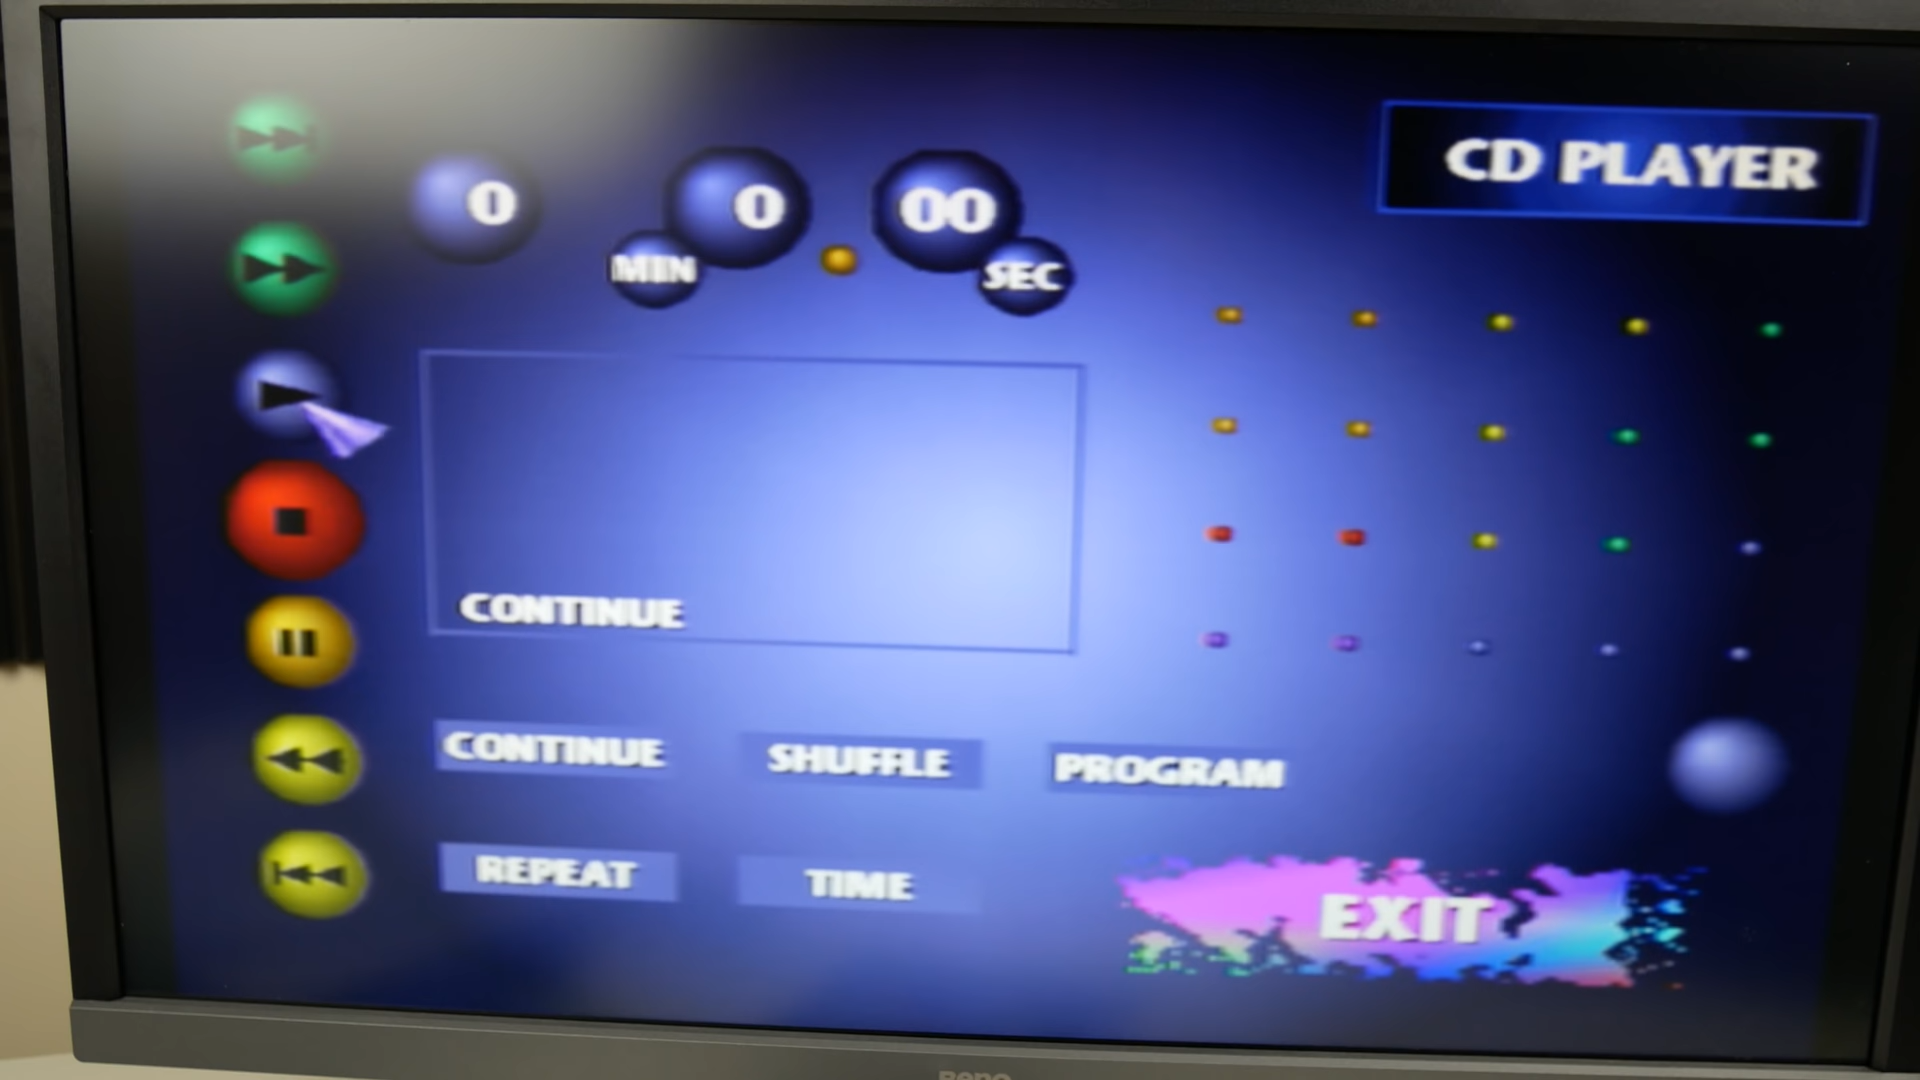 CD PLAYER
0
0
00
MIN
SEC
CONTINUE
CONTINUE
SHUFFLE
PROGRAM
REPEAT
TIME
EXIT